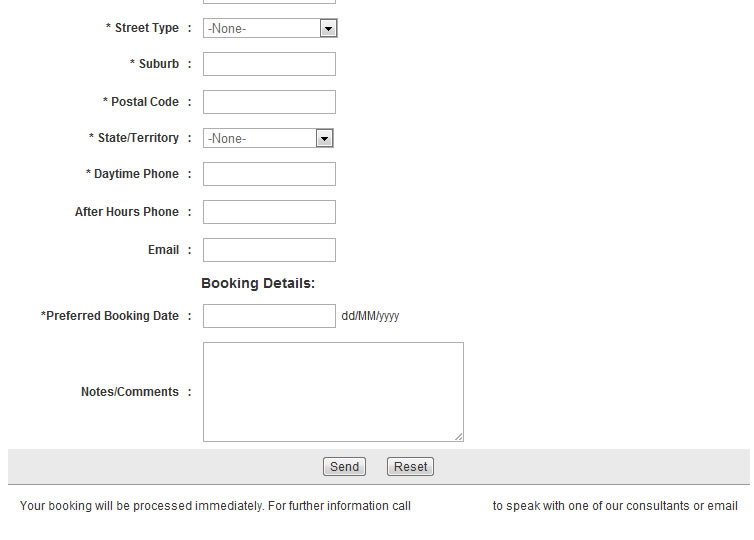 * Street Type : -None-
* Suburb :
* Postal Code :
* State/Territory : -None-
* Daytime Phone :
After Hours Phone :
Email :
Booking Details:
*Preferred Booking Date : dd/MM/yyyy
Notes/Comments :
Send Reset
Your booking will be processed immediately. For further information call to speak with one of our consultants or email